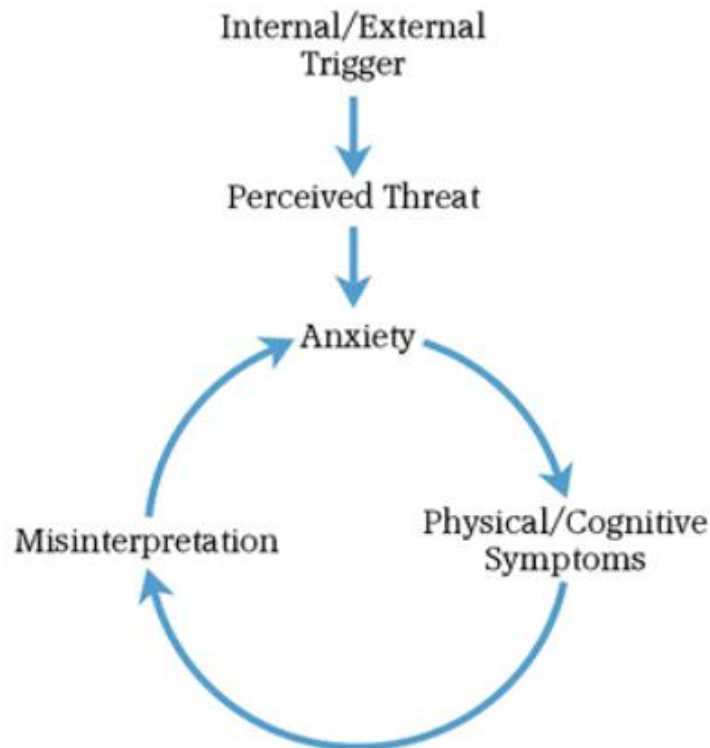 Internal/External
Trigger
Perceived Threat
Anxiety
Physical/Cognitive
Symptoms
Misinterpretation